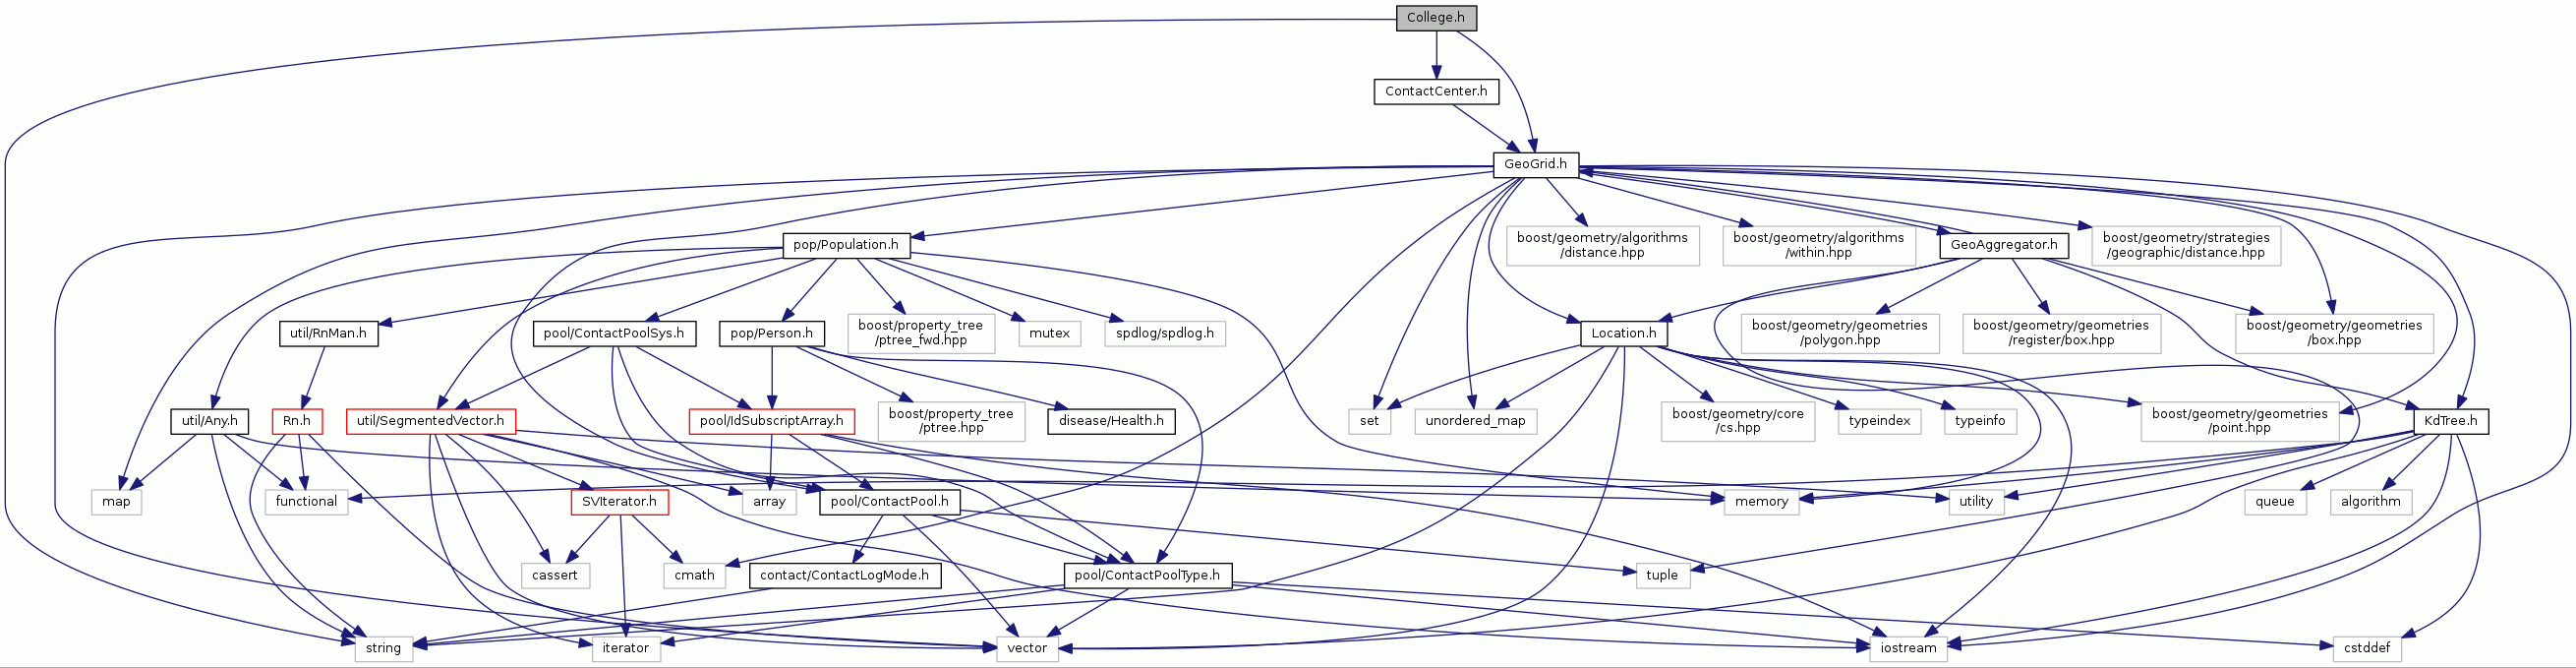 College.h
ContactCenter.h
GeoGrid.h
pop/Population.h
boost/geometry/algorithms
/distance.hpp
boost/geometry/algorithms
/within.hpp
GeoAggregator.h
boost/geometry/strategies
/geographic/distance.hpp
util/RnMan.h
pool/ContactPoolSys.h
pop/Person.h
boost/property_tree
/ptree_fwd.hpp
mutex
spdlog/spdlog.h
Location.h
boost/geometry/geometries
/polygon.hpp
boost/geometry/geometries
/register/box.hpp
boost/geometry/geometries
/box.hpp
util/Any.h
Rn.h
util/SegmentedVector.h
pool/IdSubscriptArray.h
boost/property_tree
/ptree.hpp
disease/Health.h
set
unordered_map
boost/geometry/core
/cs.hpp
typeindex
typeinfo
boost/geometry/geometries
/point.hpp
KdTree.h
map
functional
SVIterator.h
array
pool/ContactPool.h
memory
utility
queue
algorithm
cassert
cmath
contact/ContactLogMode.h
pool/ContactPoolType.h
tuple
string
iterator
vector
iostream
cstddef